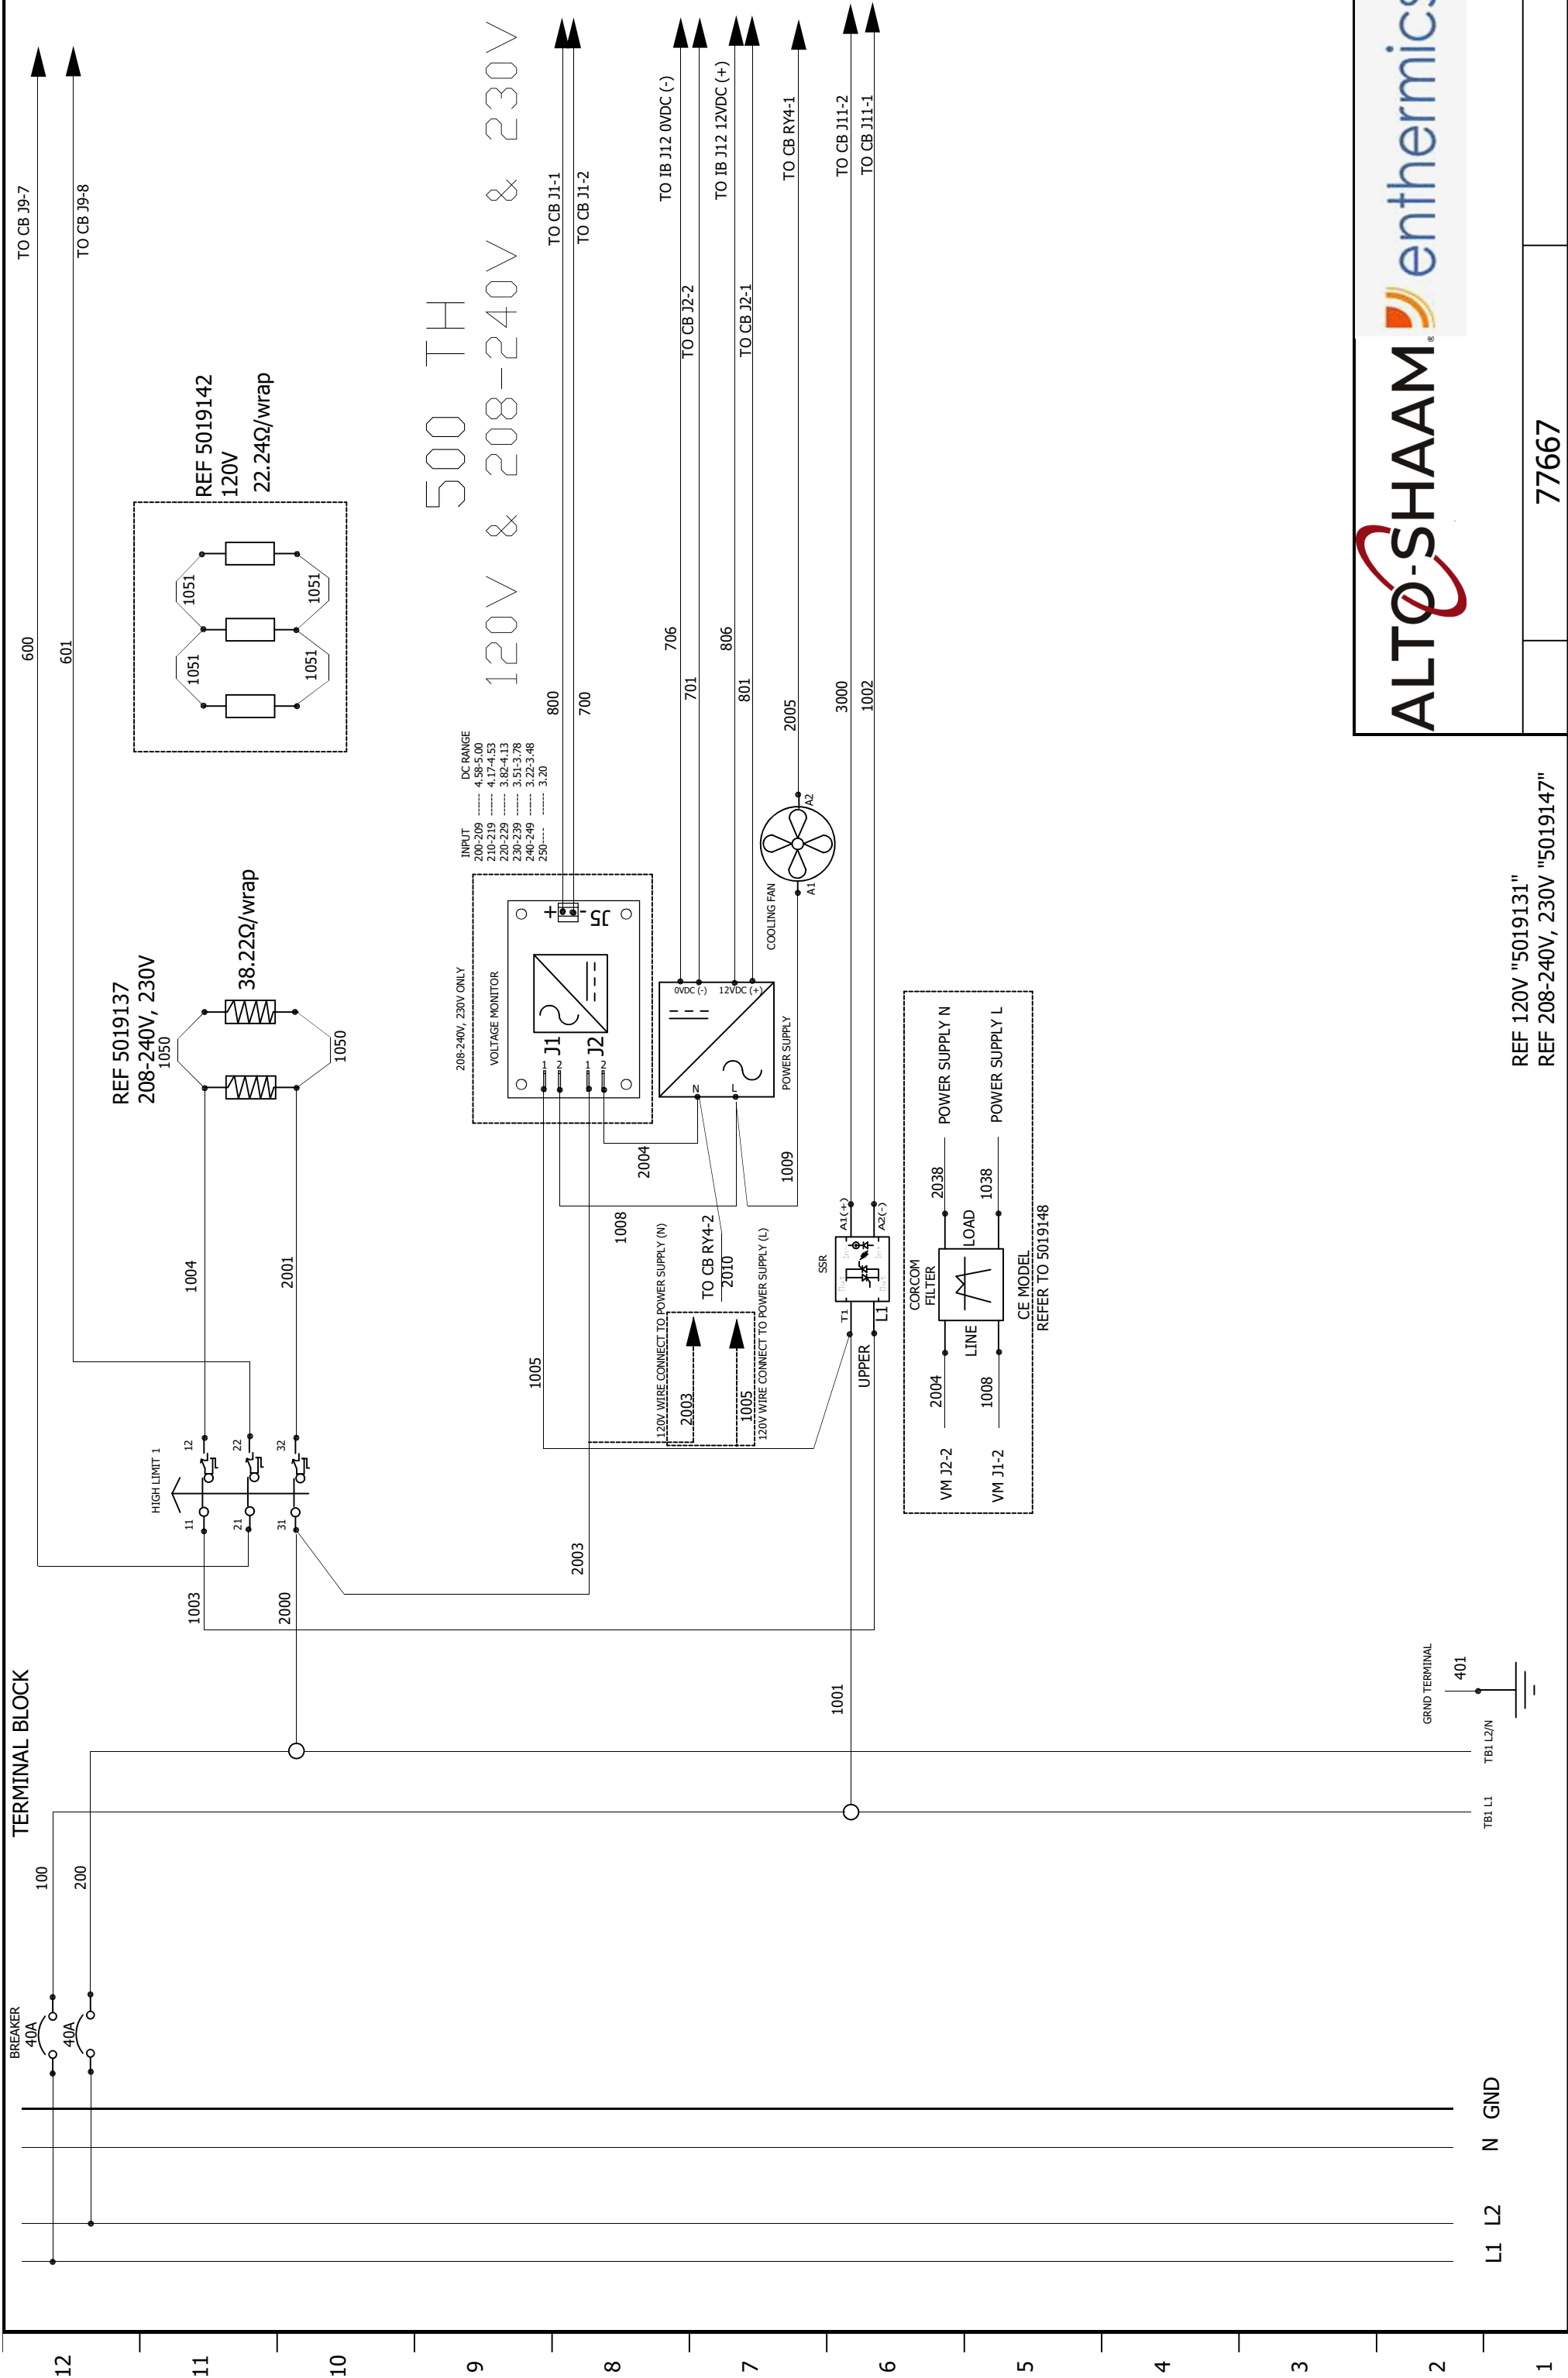 TERMINAL BLOCK
BREAKER
40A
40A
100
200
TO CB J9-7
TO CB J9-8
600
601
HIGH LIMIT 1
11
12
21
22
31
32
1003
2000
1004
2001
REF 5019137
208-240V, 230V
1050
38.22Ω/wrap
1050
REF 5019142
120V
22.24Ω/wrap
1051
1051
1051
1051
500 TH
120V & 208-240V & 230V
208-240V, 230V ONLY
VOLTAGE MONITOR
J1
1
2
J2
1
2
+
-
J5
INPUT DC RANGE
200-209 ------ 4.58-5.00
210-219 ------ 4.17-4.53
220-229 ------ 3.82-4.13
230-239 ------ 3.51-3.78
240-249 ------ 3.22-3.48
250---- ------ 3.20
800
700
TO CB J1-1
TO CB J1-2
2003
1005
1008
2004
N
L
0VDC (-)
12VDC (+)
POWER SUPPLY
706
701
806
801
TO IB J12 0VDC (-)
TO CB J2-2
TO IB J12 12VDC (+)
TO CB J2-1
120V WIRE CONNECT TO POWER SUPPLY (N)
2003
1005
120V WIRE CONNECT TO POWER SUPPLY (L)
TO CB RY4-2
2010
1009
COOLING FAN
A1
A2
2005
TO CB RY4-1
1001
UPPER
SSR
T1
L1
A1(+)
A2(-)
3000
1002
TO CB J11-2
TO CB J11-1
CORCOM
FILTER
VM J2-2
2004
2038
POWER SUPPLY N
LINE
LOAD
VM J1-2
1008
1038
POWER SUPPLY L
CE MODEL
REFER TO 5019148
GRND TERMINAL
401
TB1 L2/N
TB1 L1
L1
L2
N
GND
REF 120V "5019131"
REF 208-240V, 230V "5019147"
ALTO-SHAAM®
enthermics
77667
12
11
10
9
8
7
6
5
4
3
2
1